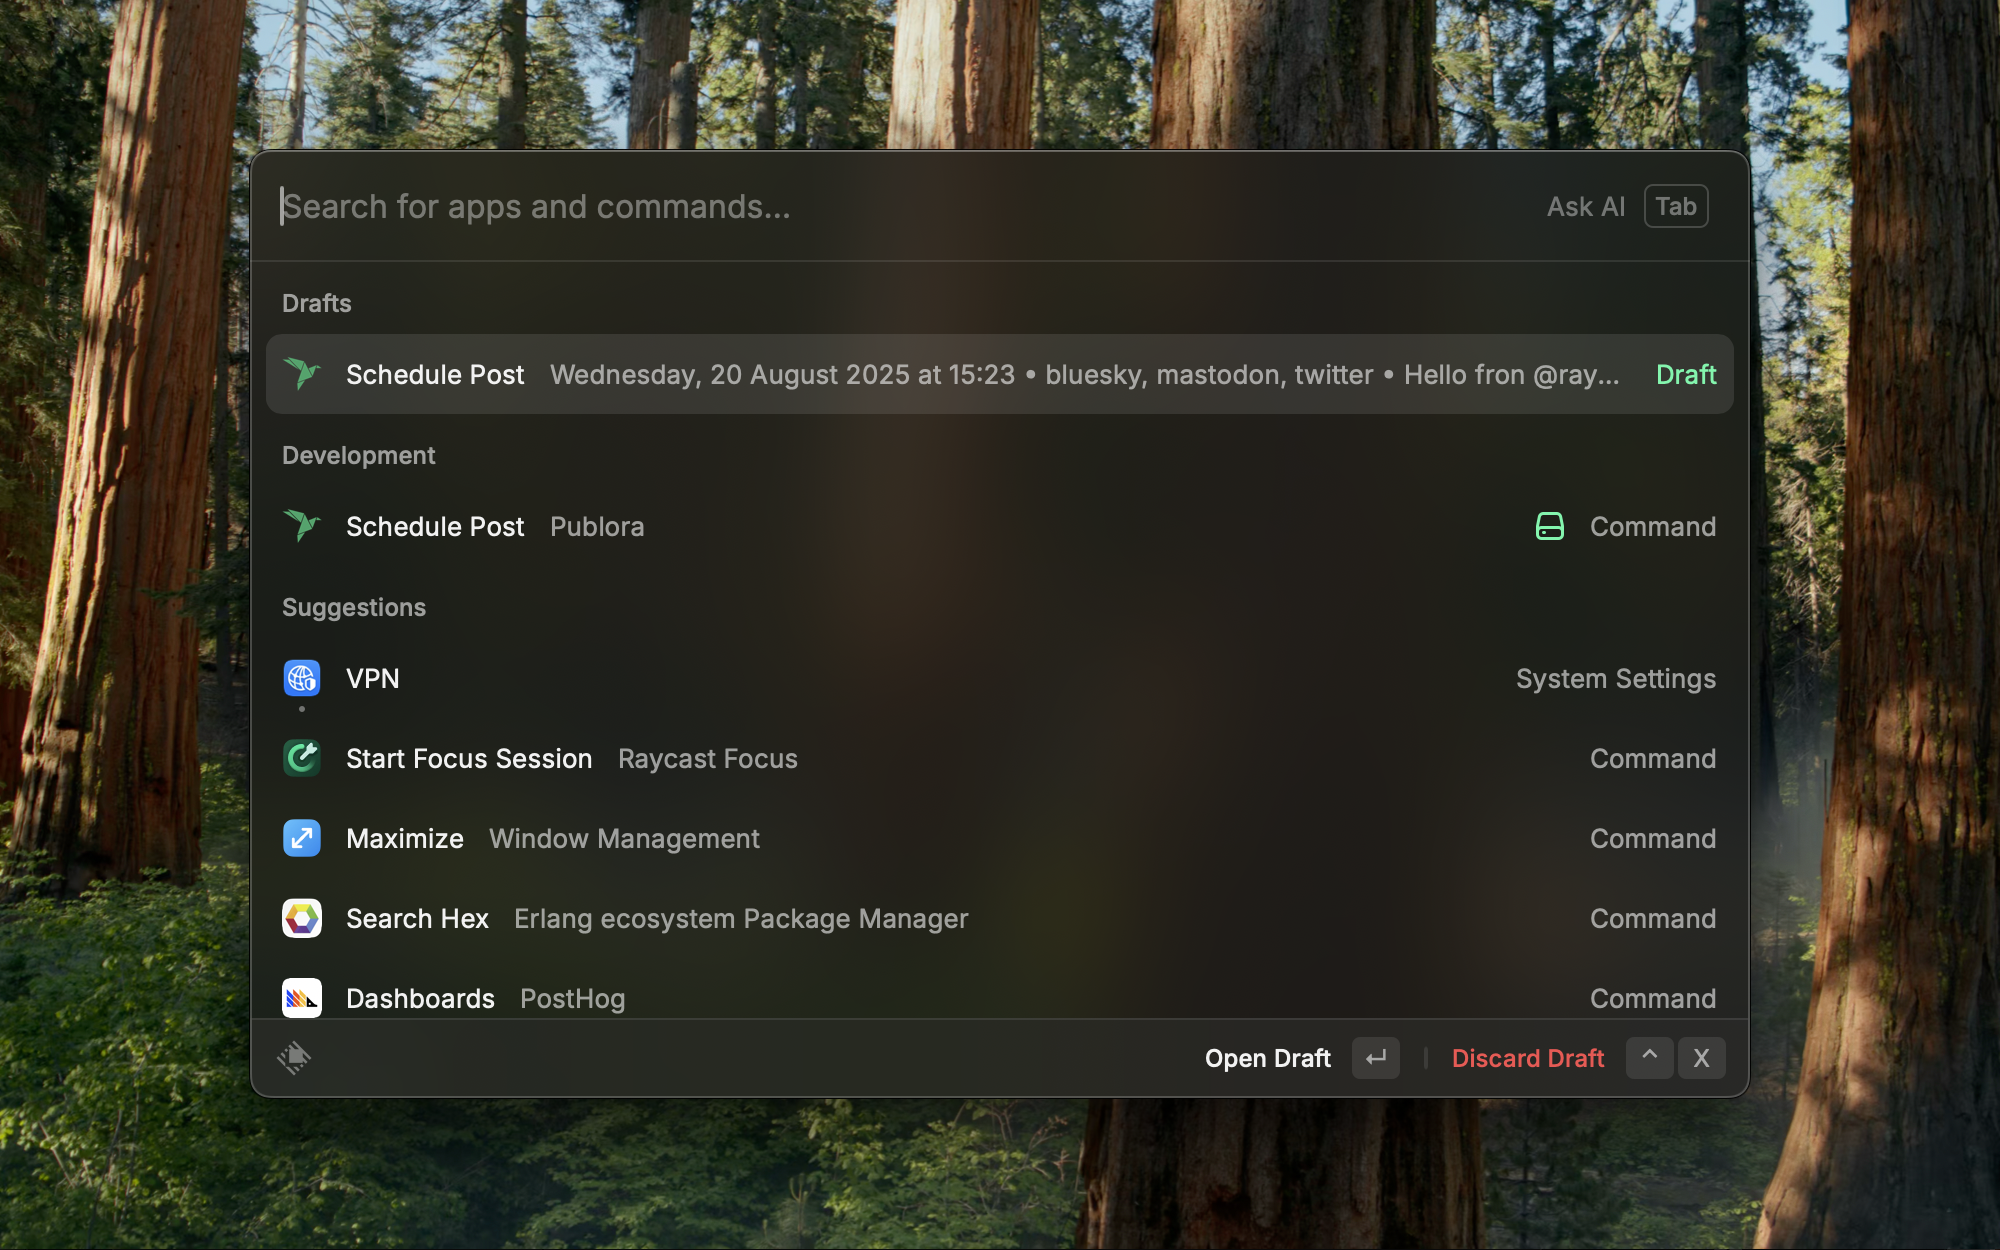 Search for apps and commands...
Ask AI Tab
Drafts
Schedule Post Wednesday, 20 August 2025 at 15:23 • bluesky, mastodon, twitter • Hello fron @ray... Draft
Development
Schedule Post Publora Command
Suggestions
VPN System Settings
Start Focus Session Raycast Focus Command
Maximize Window Management Command
Search Hex Erlang ecosystem Package Manager Command
Dashboards PostHog Command
Open Draft ↵ Discard Draft ^ X